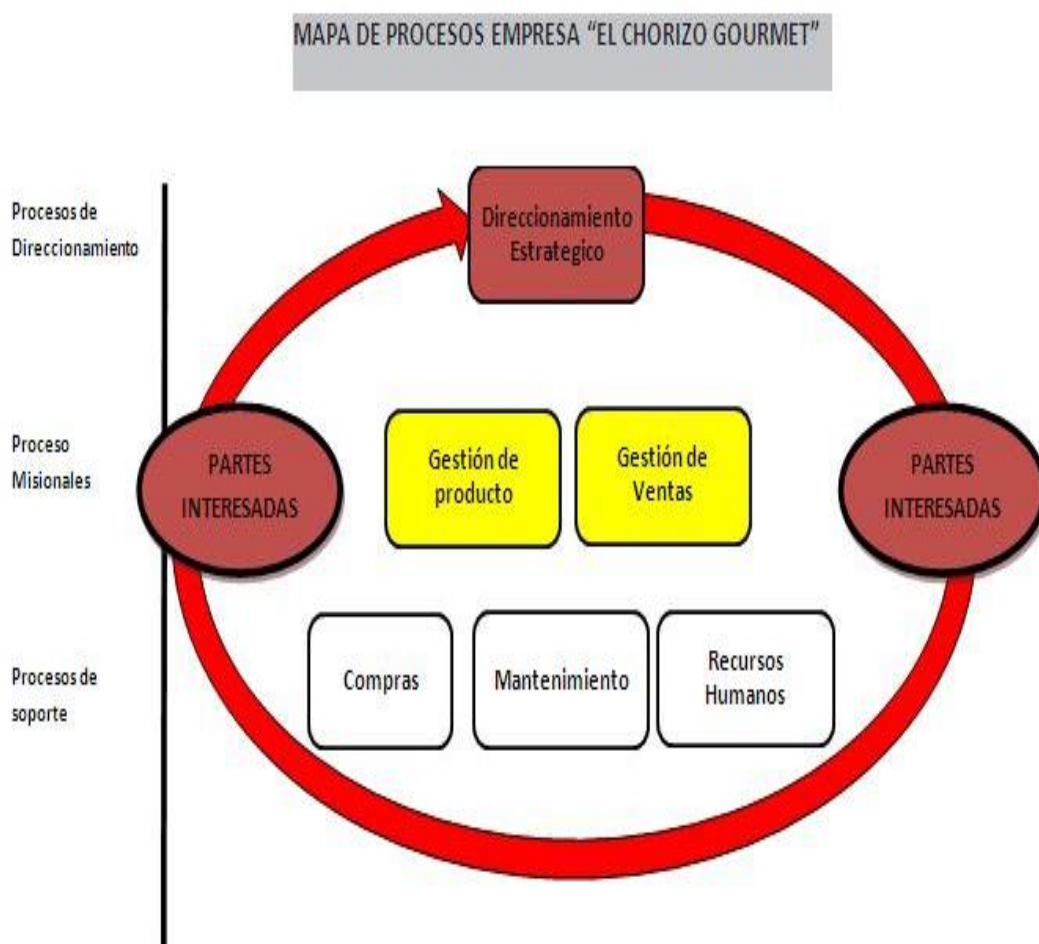 MAPA DE PROCESOS EMPRESA “EL CHORIZO GOURMET”
Procesos de
Direccionamiento
Direccionamiento
Estrategico
Proceso
Misionales
PARTES
INTERESADAS
Gestión de
producto
Gestión de
Ventas
PARTES
INTERESADAS
Procesos de
soporte
Compras
Mantenimiento
Recursos
Humanos